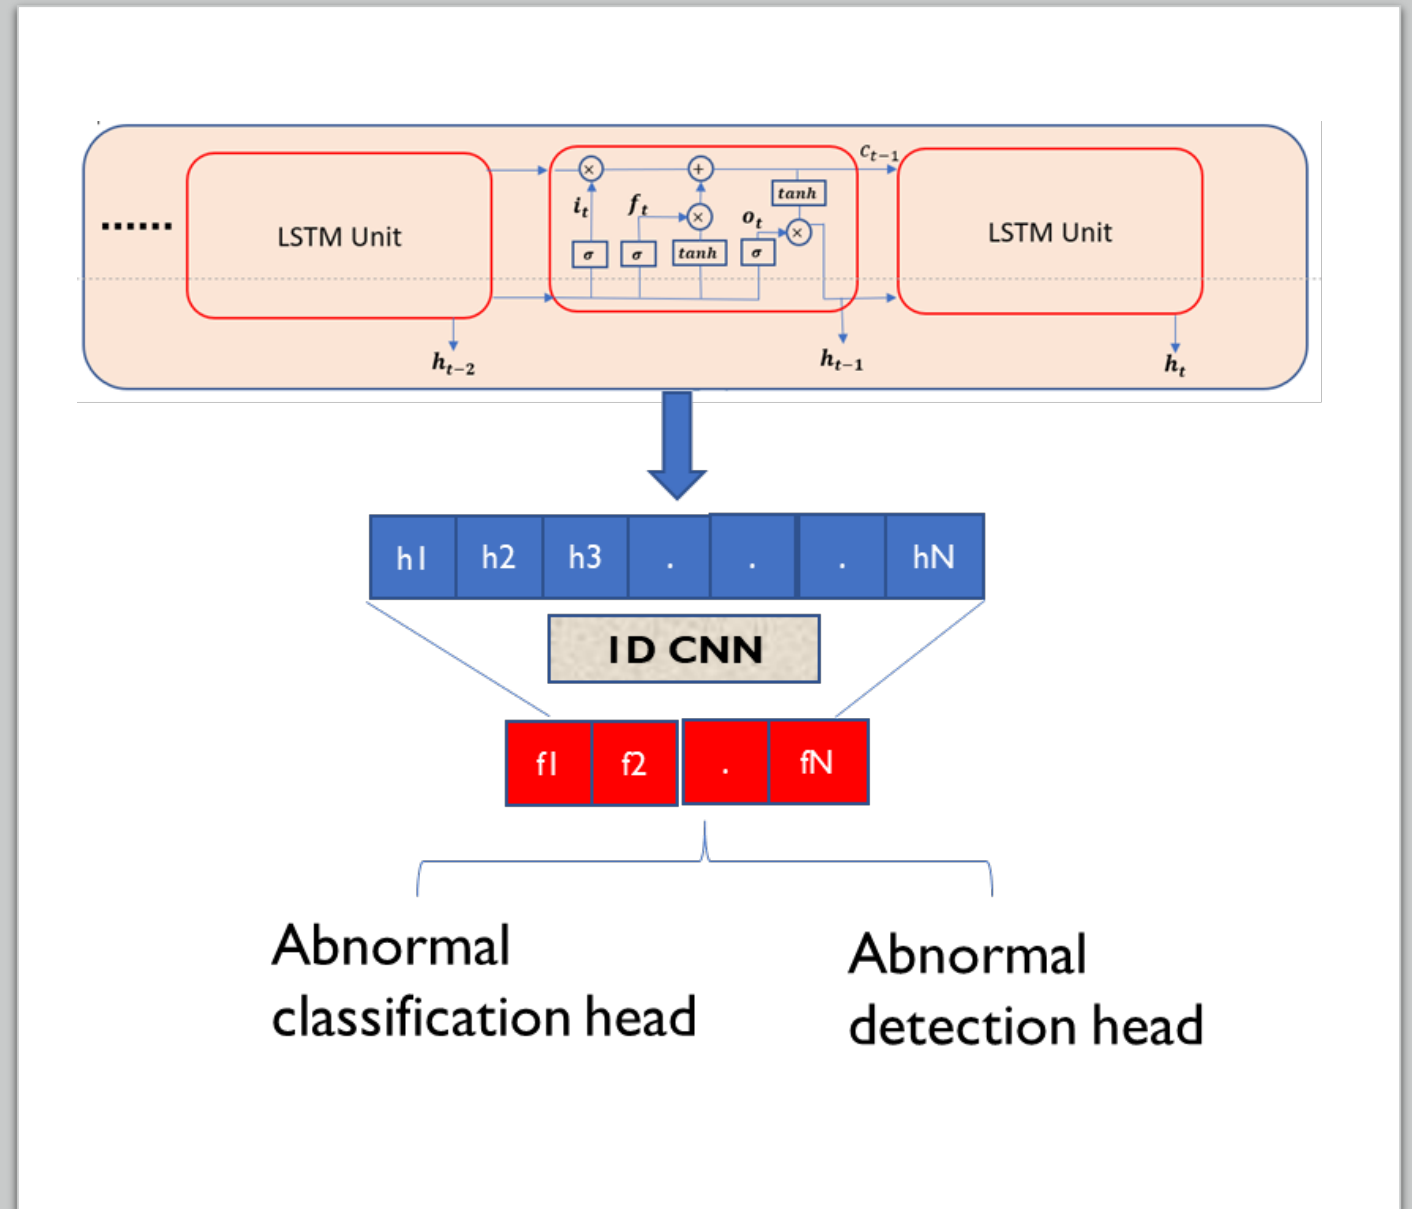 ......
LSTM Unit
× + c_{t-1}
tanh
i_t f_t × o_t ×
σ σ tanh σ
LSTM Unit
h_{t-2} h_{t-1} h_t
h1 h2 h3 . . . hN
1D CNN
f1 f2 . fN
Abnormal
classification head
Abnormal
detection head